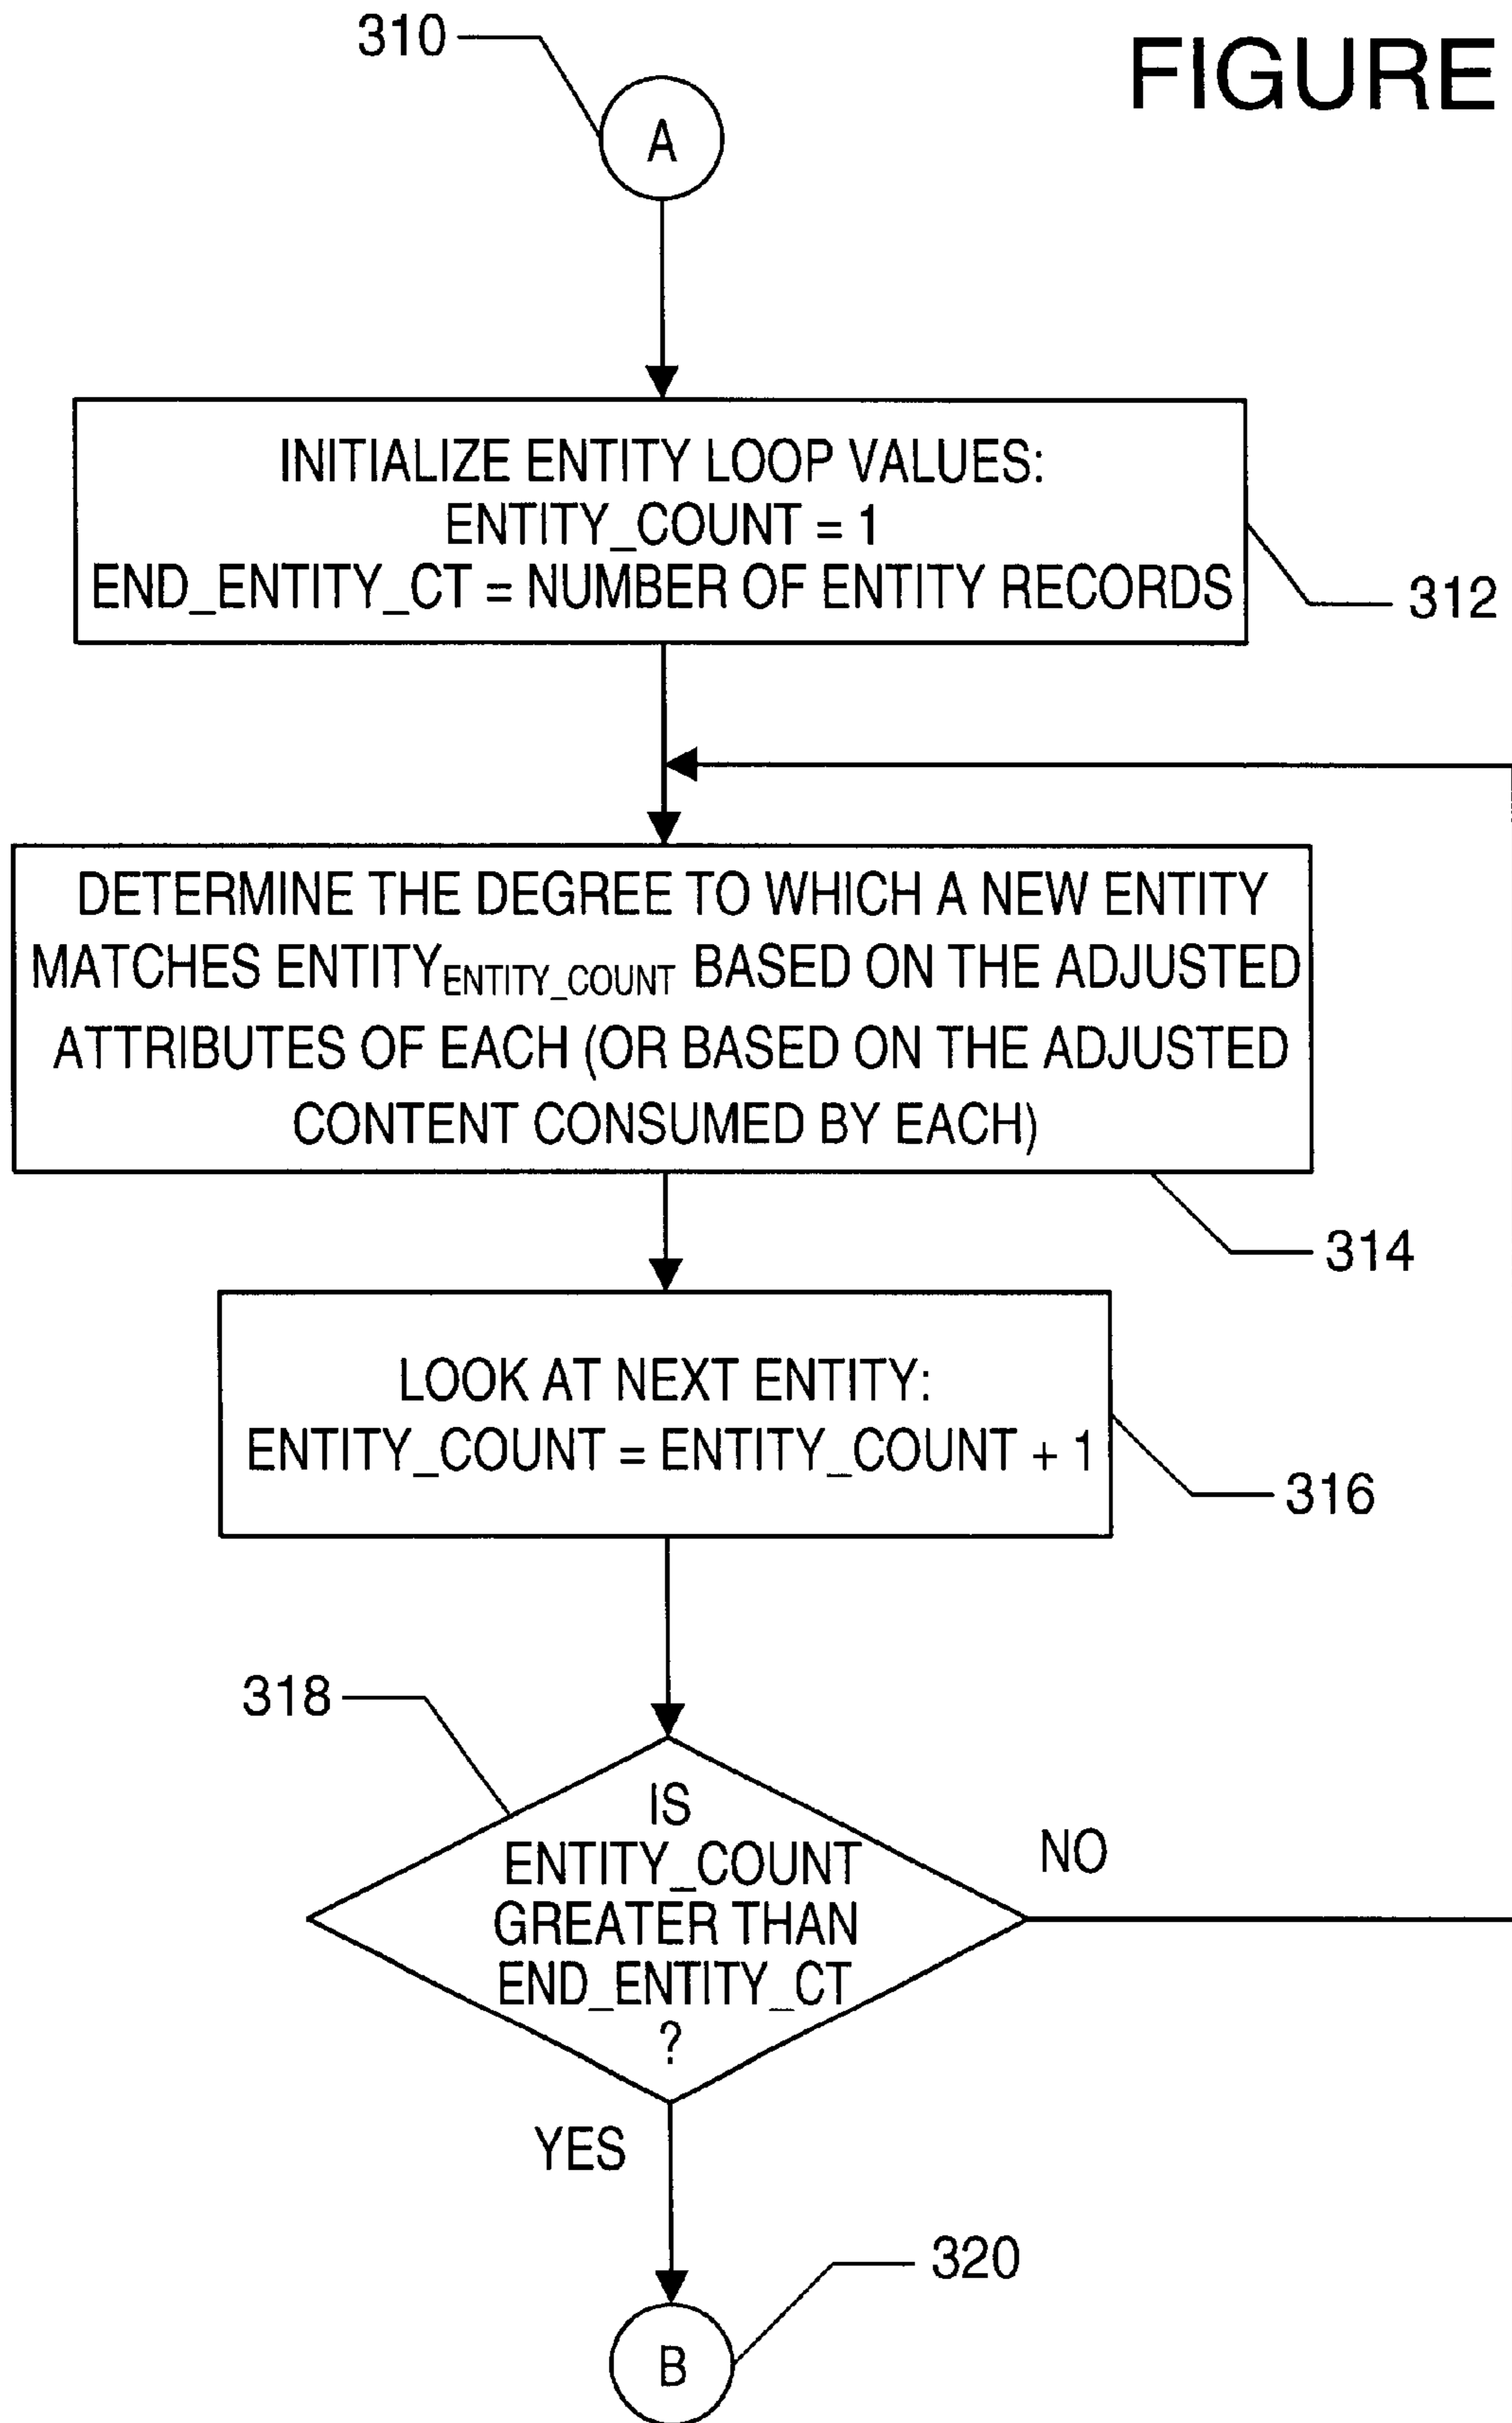 310
FIGURE
A
INITIALIZE ENTITY LOOP VALUES:
ENTITY_COUNT = 1
END_ENTITY_CT = NUMBER OF ENTITY RECORDS
312
DETERMINE THE DEGREE TO WHICH A NEW ENTITY
MATCHES ENTITY ENTITY_COUNT BASED ON THE ADJUSTED
ATTRIBUTES OF EACH (OR BASED ON THE ADJUSTED
CONTENT CONSUMED BY EACH)
314
LOOK AT NEXT ENTITY:
ENTITY_COUNT = ENTITY_COUNT + 1
316
318
IS
ENTITY_COUNT
GREATER THAN
END_ENTITY_CT
?
NO
YES
320
B